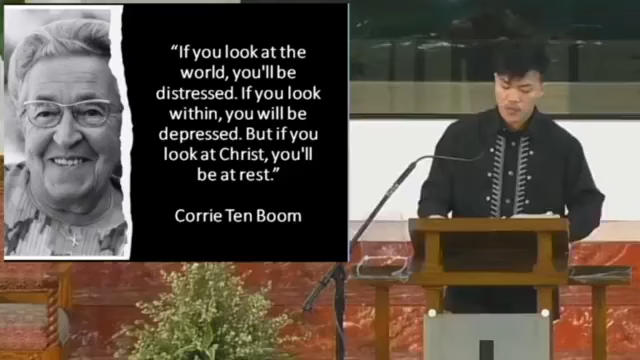 “If you look at the
world, you'll be
distressed. If you look
within, you will be
depressed. But if you
look at Christ, you'll
be at rest.”
Corrie Ten Boom